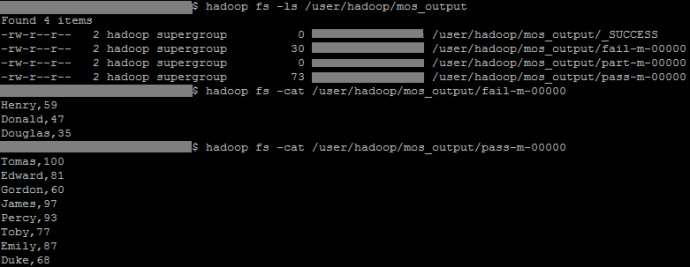 $ hadoop fs -ls /user/hadoop/mos_output
Found 4 items
-rw-r--r-- 2 hadoop supergroup 0 /user/hadoop/mos_output/_SUCCESS
-rw-r--r-- 2 hadoop supergroup 30 /user/hadoop/mos_output/fail-m-00000
-rw-r--r-- 2 hadoop supergroup 0 /user/hadoop/mos_output/part-m-00000
-rw-r--r-- 2 hadoop supergroup 73 /user/hadoop/mos_output/pass-m-00000
$ hadoop fs -cat /user/hadoop/mos_output/fail-m-00000
Henry,59
Donald,47
Douglas,35
$ hadoop fs -cat /user/hadoop/mos_output/pass-m-00000
Tomas,100
Edward,81
Gordon,60
James,97
Percy,93
Toby,77
Emily,87
Duke,68